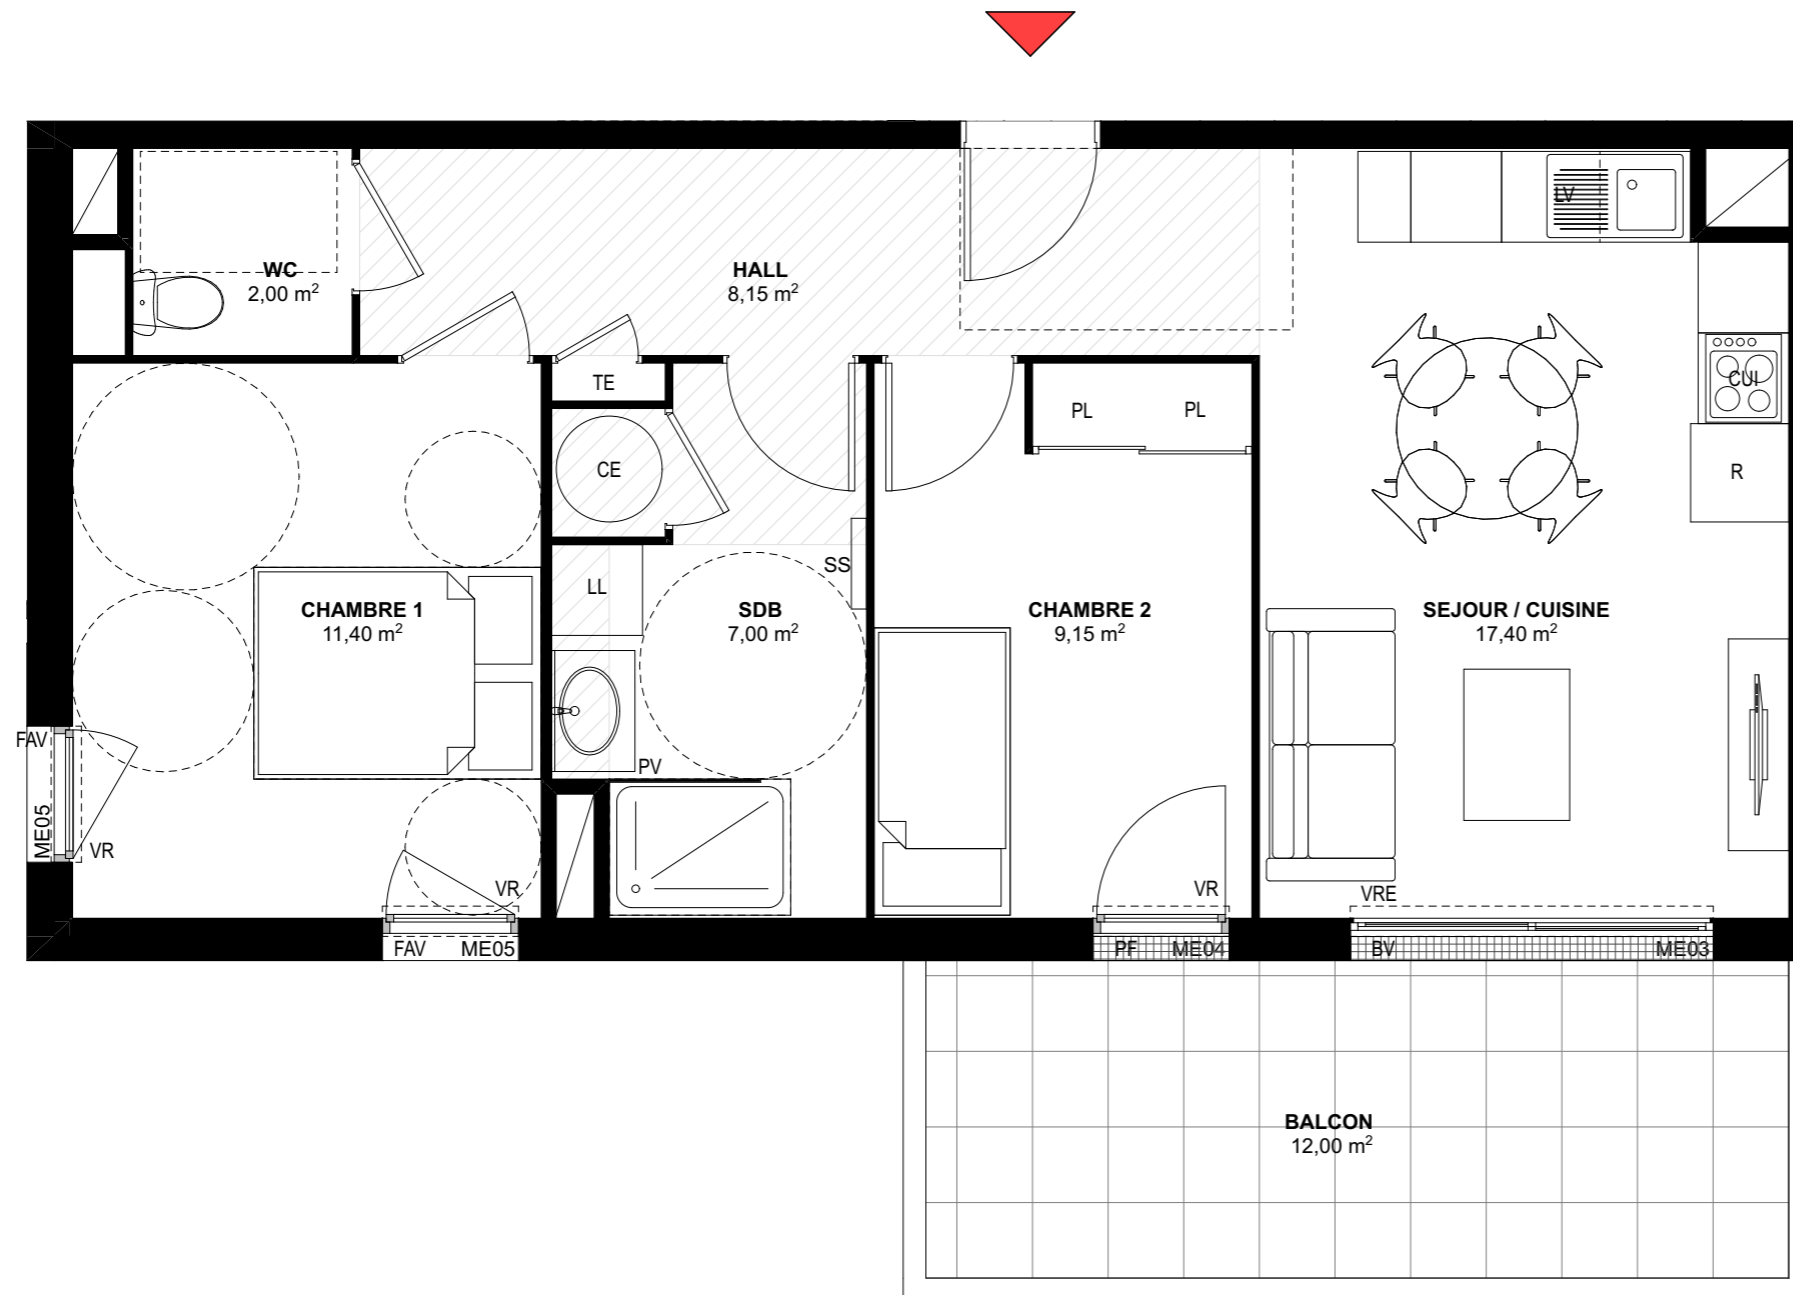 LV
WC
2,00 m²
HALL
8,15 m²
TE
CUI
PL
PL
CE
R
SS
LL
CHAMBRE 1
11,40 m²
SDB
7,00 m²
CHAMBRE 2
9,15 m²
SEJOUR / CUISINE
17,40 m²
FAV
PV
ME05
VR
VR
VR
VRE
FAV
ME05
PF
ME04
BV
ME03
BALCON
12,00 m²